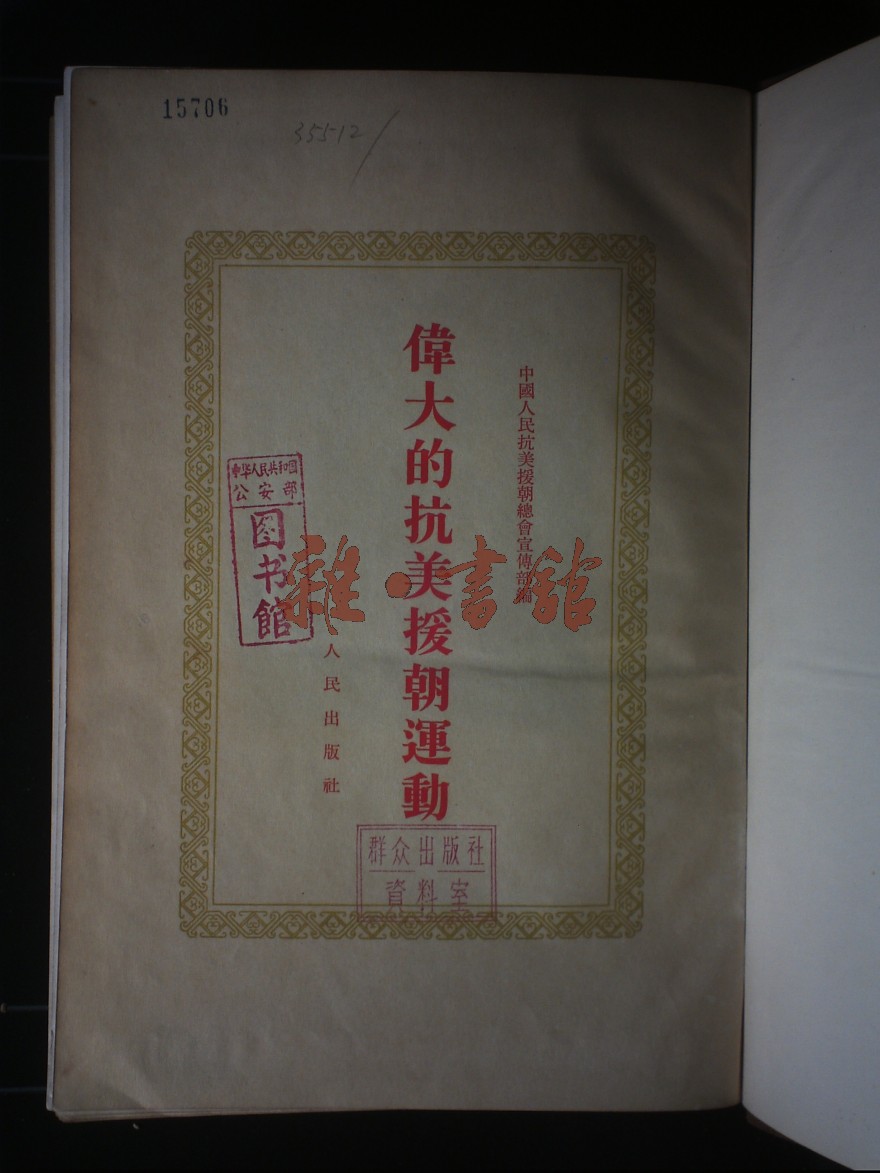 15706
35512
中國人民抗美援朝總會宣傳部編
偉大的抗美援朝運動
人民出版社
中华人民共和国
公安部
图书馆
雜·書館
群众出版社
資料室